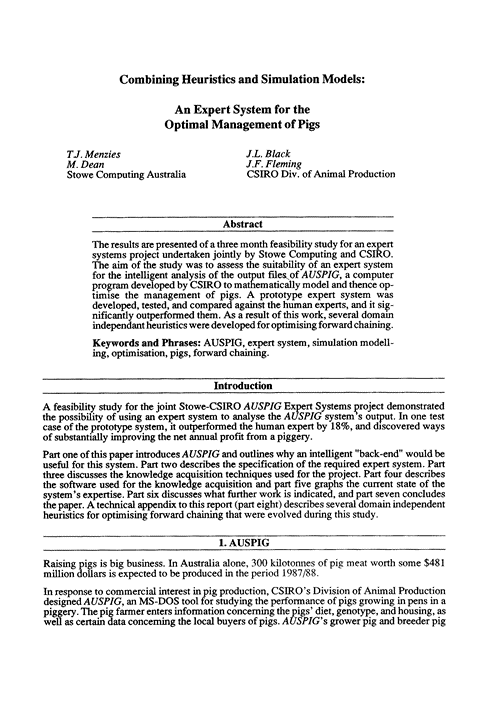 Combining Heuristics and Simulation Models:
An Expert System for the
Optimal Management of Pigs
T.J. Menzies
M. Dean
Stowe Computing Australia
J.L. Black
J.F. Fleming
CSIRO Div. of Animal Production
Abstract
The results are presented of a three month feasibility study for an expert
systems project undertaken jointly by Stowe Computing and CSIRO.
The aim of the study was to assess the suitability of an expert system
for the intelligent analysis of the output files of AUSPIG, a computer
program developed by CSIRO to mathematically model and thence op-
timise the management of pigs. A prototype expert system was
developed, tested, and compared against the human experts, and it sig-
nificantly outperformed them. As a result of this work, several domain
independant heuristics were developed for optimising forward chaining.
Keywords and Phrases: AUSPIG, expert system, simulation modell-
ing, optimisation, pigs, forward chaining.
Introduction
A feasibility study for the joint Stowe-CSIRO AUSPIG Expert Systems project demonstrated
the possibility of using an expert system to analyse the AUSPIG system's output. In one test
case of the prototype system, it outperformed the human expert by 18%, and discovered ways
of substantially improving the net annual profit from a piggery.
Part one of this paper introduces AUSPIG and outlines why an intelligent "back-end" would be
useful for this system. Part two describes the specification of the required expert system. Part
three discusses the knowledge acquisition techniques used for the project. Part four describes
the software used for the knowledge acquisition and part five graphs the current state of the
system's expertise. Part six discusses what further work is indicated, and part seven concludes
the paper. A technical appendix to this report (part eight) describes several domain independent
heuristics for optimising forward chaining that were evolved during this study.
1. AUSPIG
Raising pigs is big business. In Australia alone, 300 kilotonnes of pig meat worth some $481
million dollars is expected to be produced in the period 1987/88.
In response to commercial interest in pig production, CSIRO's Division of Animal Production
designed AUSPIG, an MS-DOS tool for studying the performance of pigs growing in pens in a
piggery. The pig farmer enters information concerning the pigs' diet, genotype, and housing, as
well as certain data concerning the local buyers of pigs. AUSPIG's grower pig and breeder pig